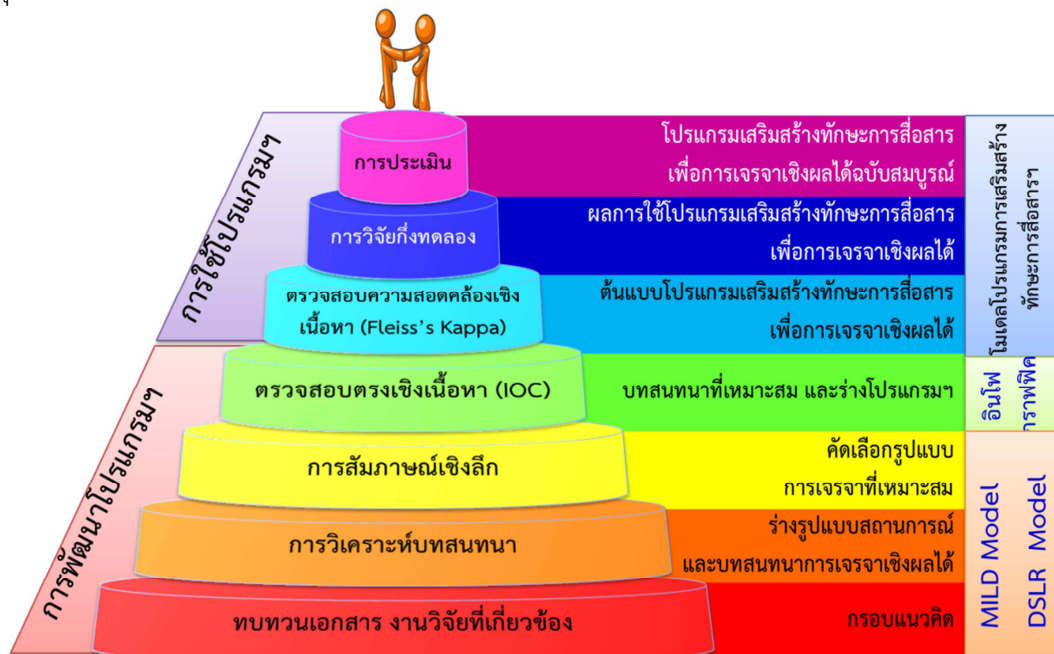 การใช้โปรแกรมฯ
การประเมิน
โปรแกรมเสริมสร้างทักษะการสื่อสาร
เพื่อการเจรจาเชิงผลได้ฉบับสมบูรณ์
การวิจัยกึ่งทดลอง
ผลการใช้โปรแกรมเสริมสร้างทักษะการสื่อสาร
เพื่อการเจรจาเชิงผลได้
ตรวจสอบความสอดคล้องเชิง
เนื้อหา (Fleiss's Kappa)
ต้นแบบโปรแกรมเสริมสร้างทักษะการสื่อสาร
เพื่อการเจรจาเชิงผลได้
โมเดลโปรแกรมการเสริมสร้าง
ทักษะการสื่อสารฯ
การพัฒนาโปรแกรมฯ
ตรวจสอบตรงเชิงเนื้อหา (IOC)
บทสนทนาที่เหมาะสม และร่างโปรแกรมฯ
อินโฟ
กราฟฟิค
การสัมภาษณ์เชิงลึก
คัดเลือกรูปแบบ
การเจรจาที่เหมาะสม
การวิเคราะห์บทสนทนา
ร่างรูปแบบสถานการณ์
และบทสนทนาการเจรจาเชิงผลได้
ทบทวนเอกสาร งานวิจัยที่เกี่ยวข้อง
กรอบแนวคิด
MILD Model
DSLR Model